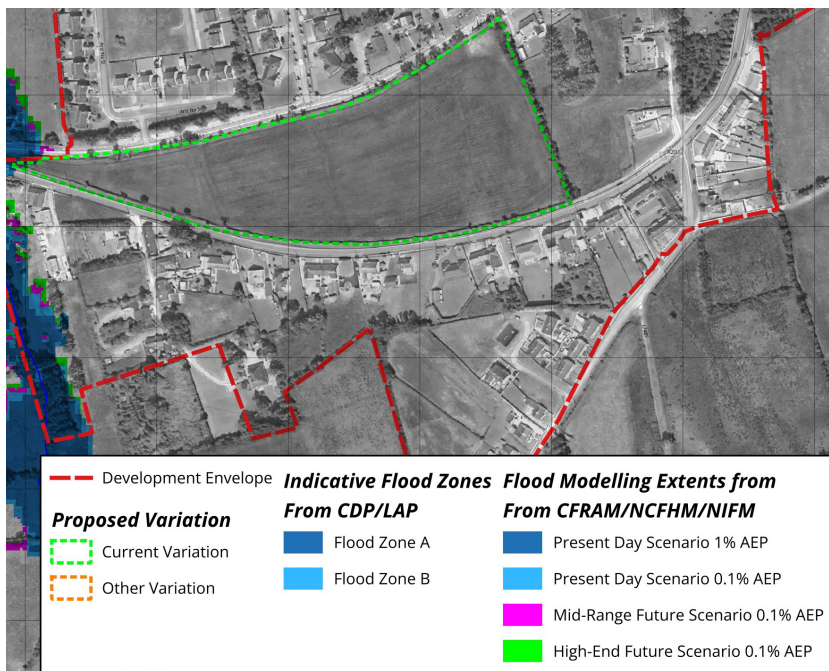 Development Envelope
Proposed Variation
Current Variation
Other Variation
Indicative Flood Zones
From CDP/LAP
Flood Zone A
Flood Zone B
Flood Modelling Extents from
From CFRAM/NCFHM/NIFM
Present Day Scenario 1% AEP
Present Day Scenario 0.1% AEP
Mid-Range Future Scenario 0.1% AEP
High-End Future Scenario 0.1% AEP